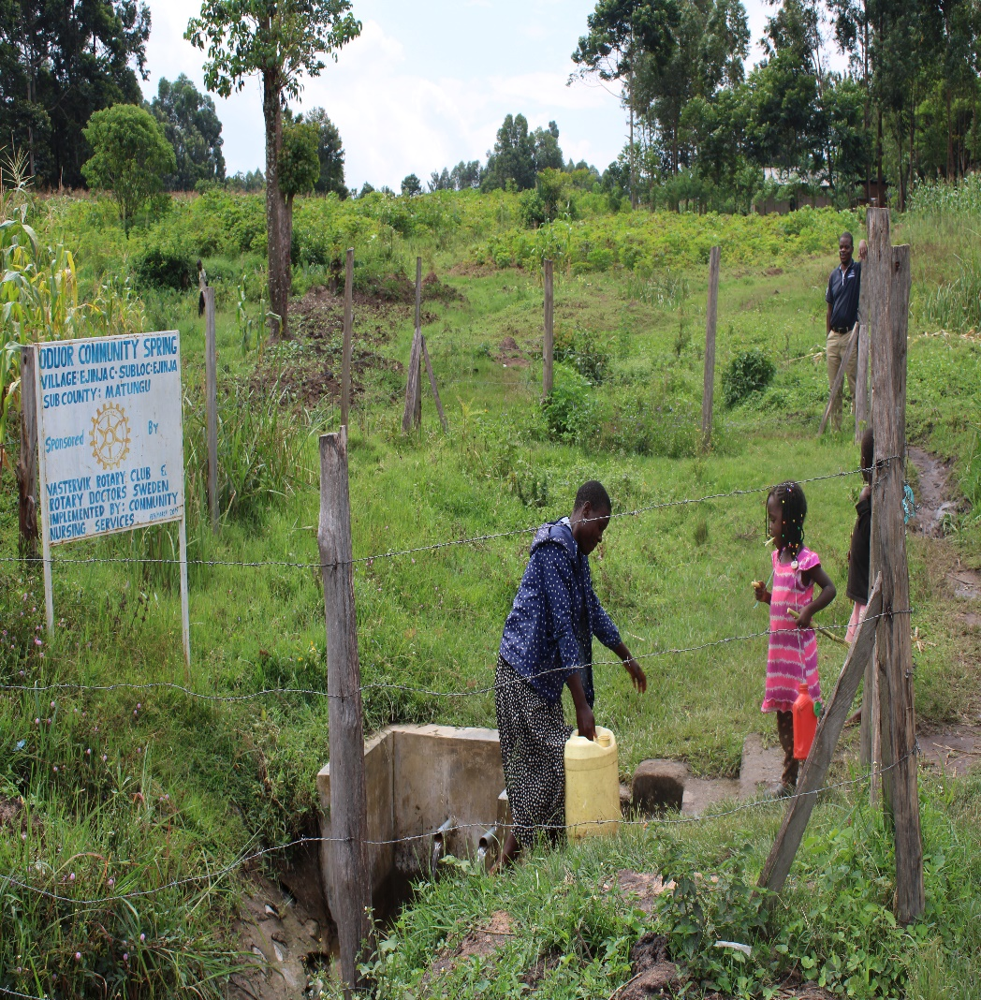 ODUOR COMMUNITY SPRING
VILLAGE: EJINJA C- SUBLOC: EJINJA
SUB COUNTY: MATUNGU
Sponsored By
VASTERVIK ROTARY CLUB &
ROTARY DOCTORS SWEDEN
IMPLEMENTED BY: COMMUNITY
NURSING SERVICES